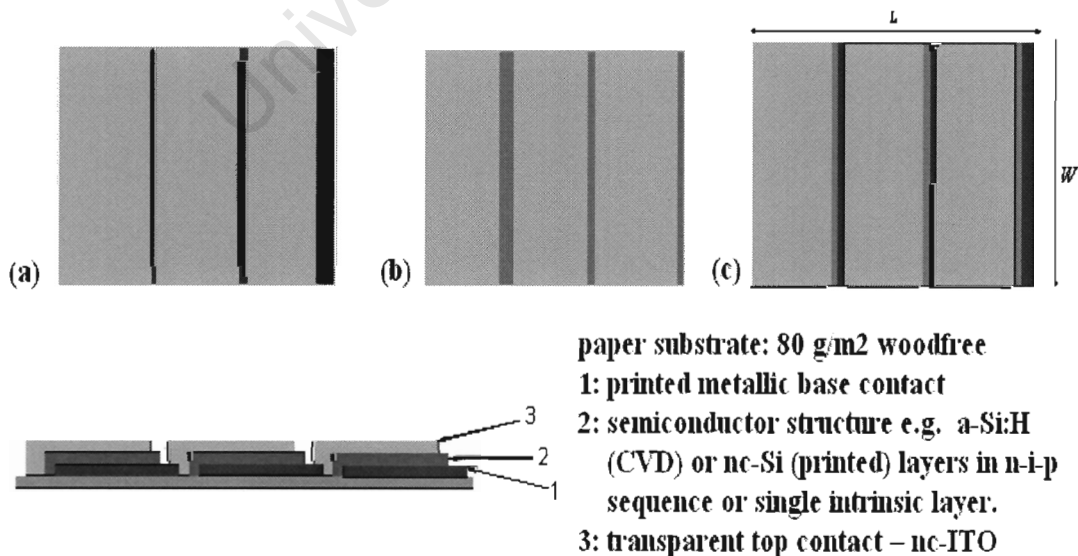 L
W
(a)
(b)
(c)
paper substrate: 80 g/m2 woodfree
1: printed metallic base contact
2: semiconductor structure e.g. a-Si:H
(CVD) or nc-Si (printed) layers in n-i-p
sequence or single intrinsic layer.
3: transparent top contact – nc-ITO
3
2
1